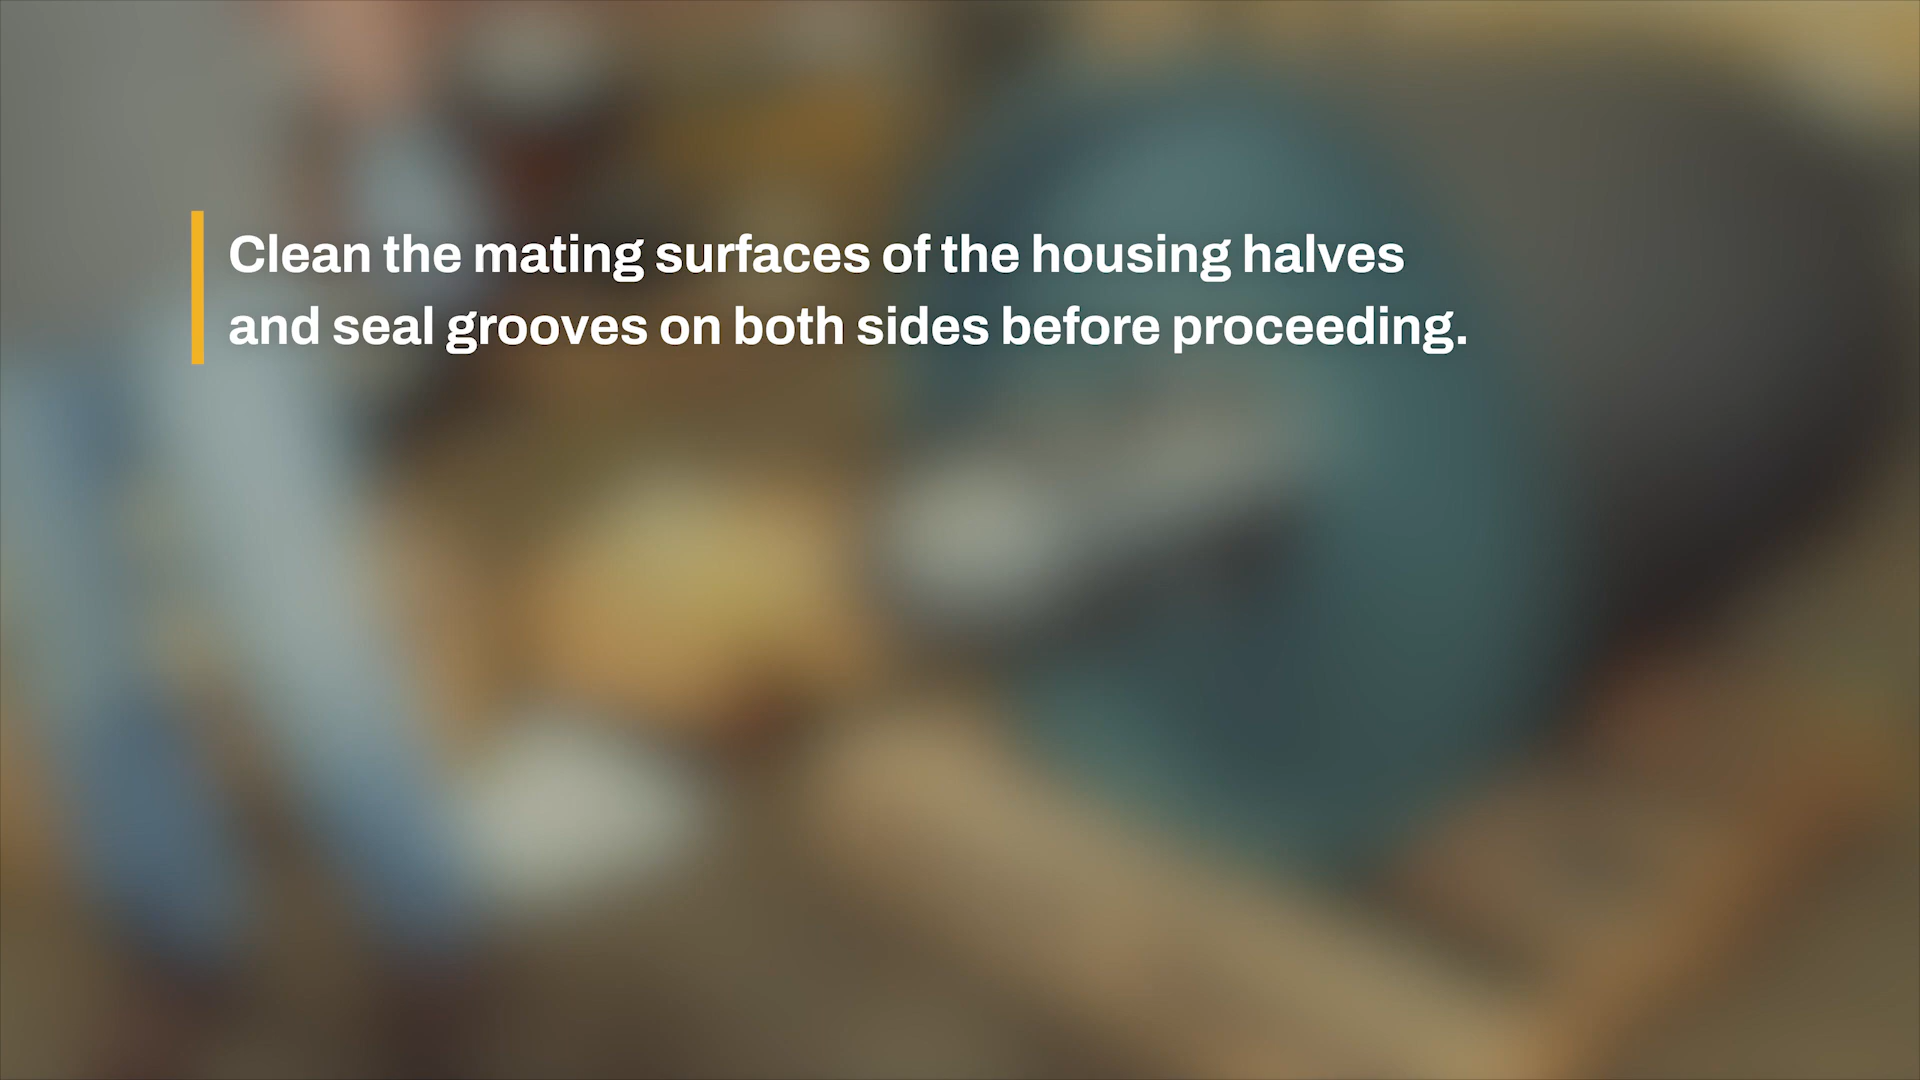 Clean the mating surfaces of the housing halves
and seal grooves on both sides before proceeding.